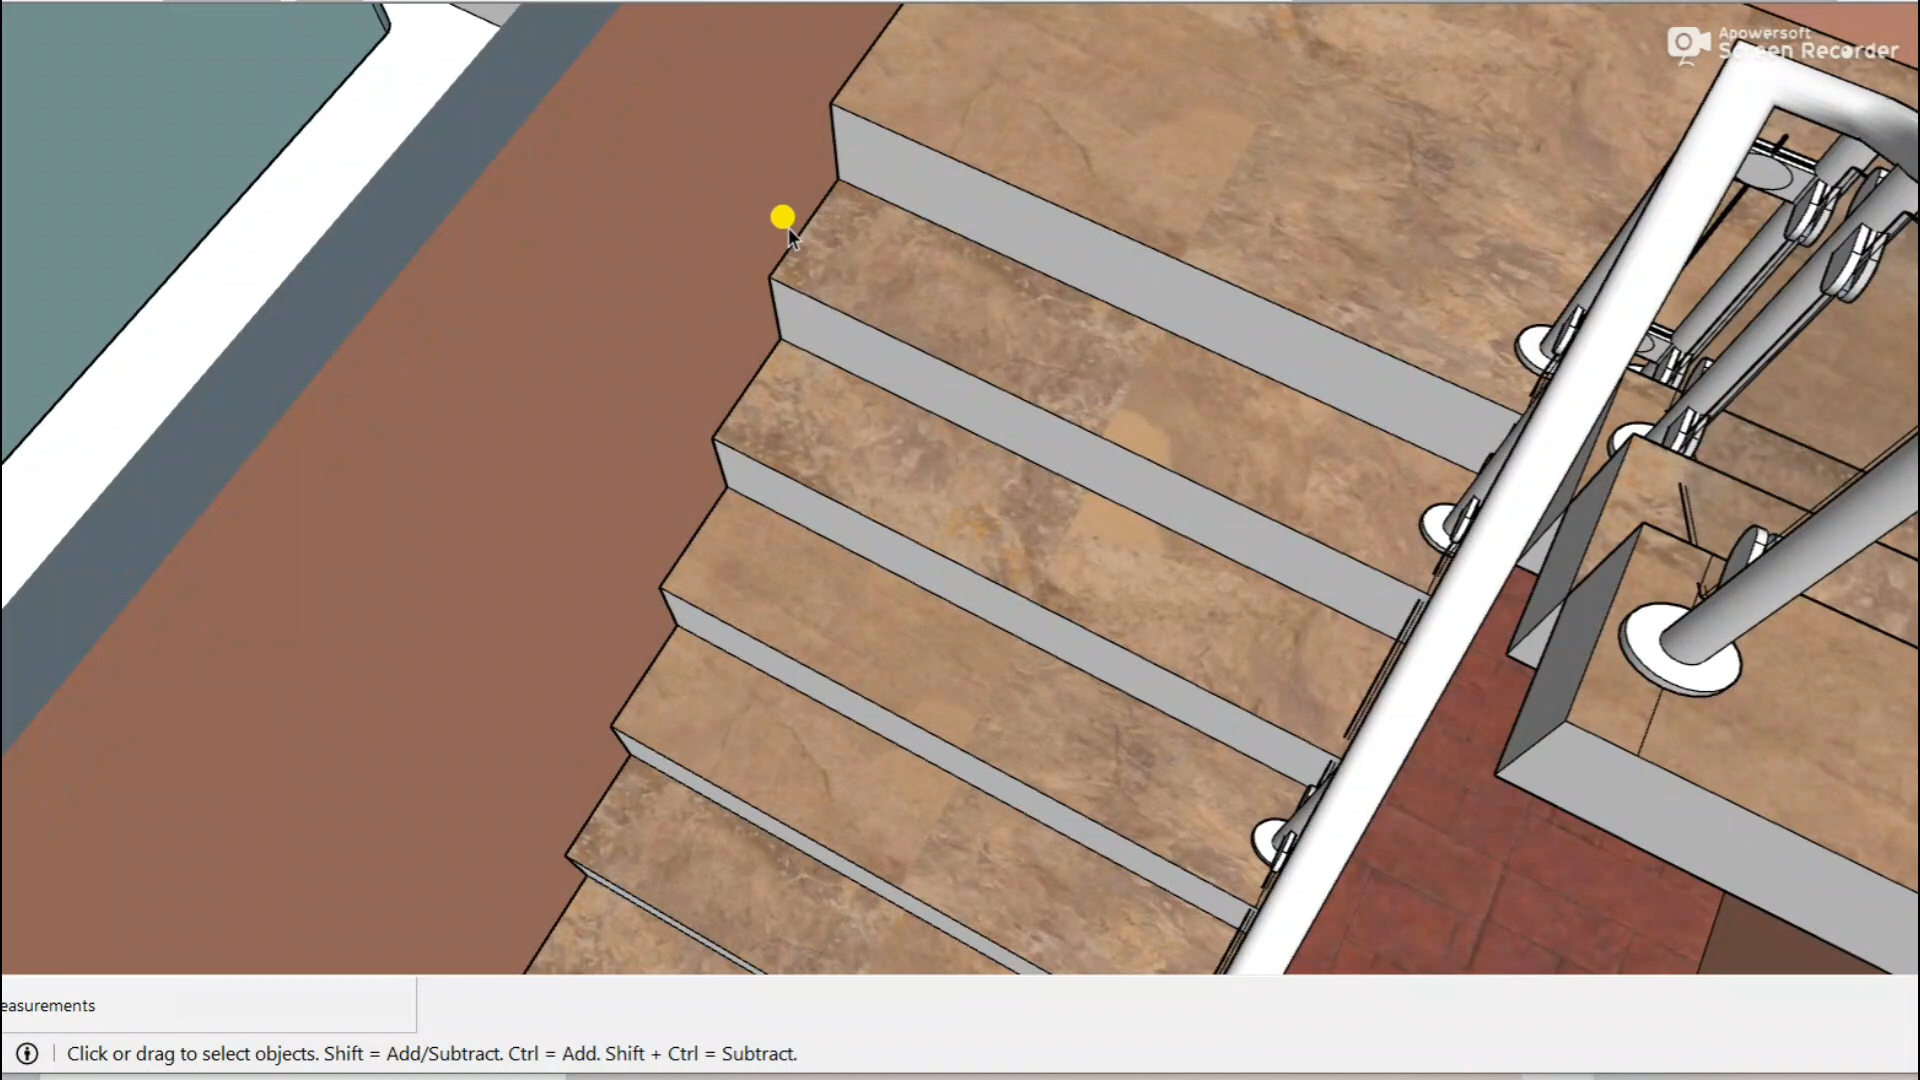 Apowersoft
Screen Recorder
easurements
Click or drag to select objects. Shift = Add/Subtract. Ctrl = Add. Shift + Ctrl = Subtract.